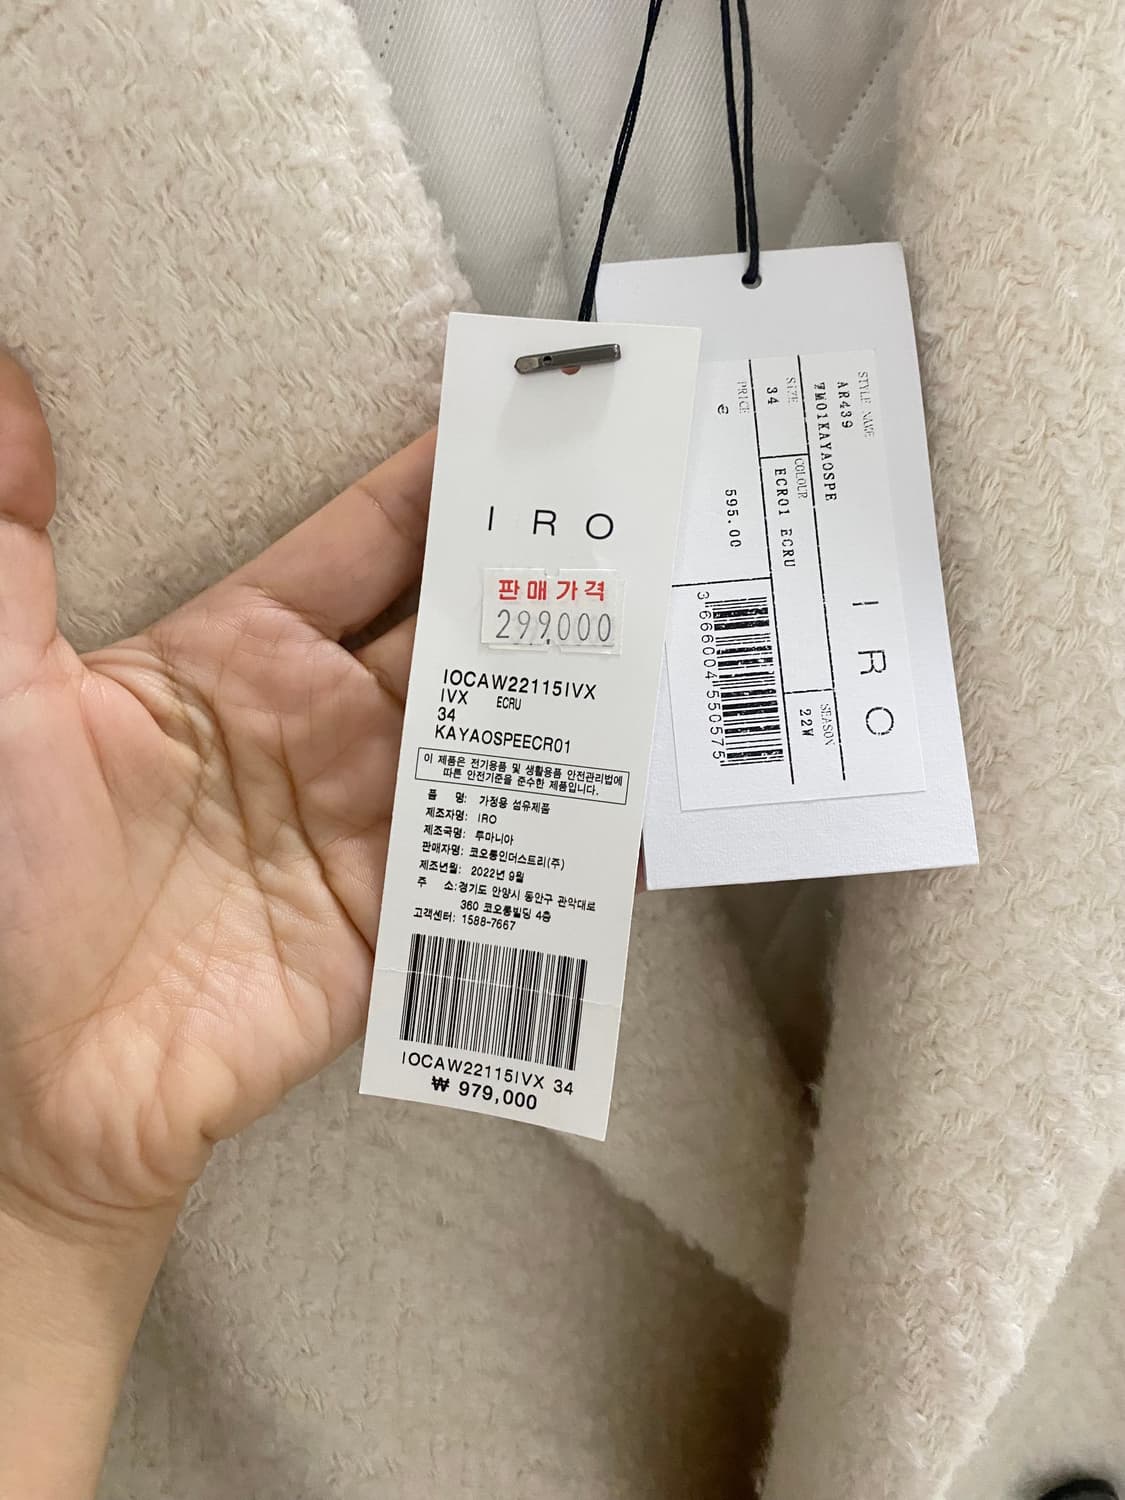 I R O
판매가격
299,000
IOCAW22115IVX
IVX ECRU
34
KAYAOSPEECR01
이 제품은 전기용품 및 생활용품 안전관리법에
따른 안전기준을 준수한 제품입니다.
품 명: 가정용 섬유제품
제조자명: IRO
제조국명: 루마니아
판매자명: 코오롱인더스트리(주)
제조년월: 2022년 9월
주 소:경기도 안양시 동안구 관악대로
360 코오롱빌딩 4층
고객센터: 1588-7667
IOCAW22115IVX 34
₩ 979,000
I R O
STYLE NAME
AR439
ZM01KAYAOSPE
SIZE
34
COLOUR
ECR01 ECRU
SEASON
22W
PRICE
€ 595.00
3666004550575